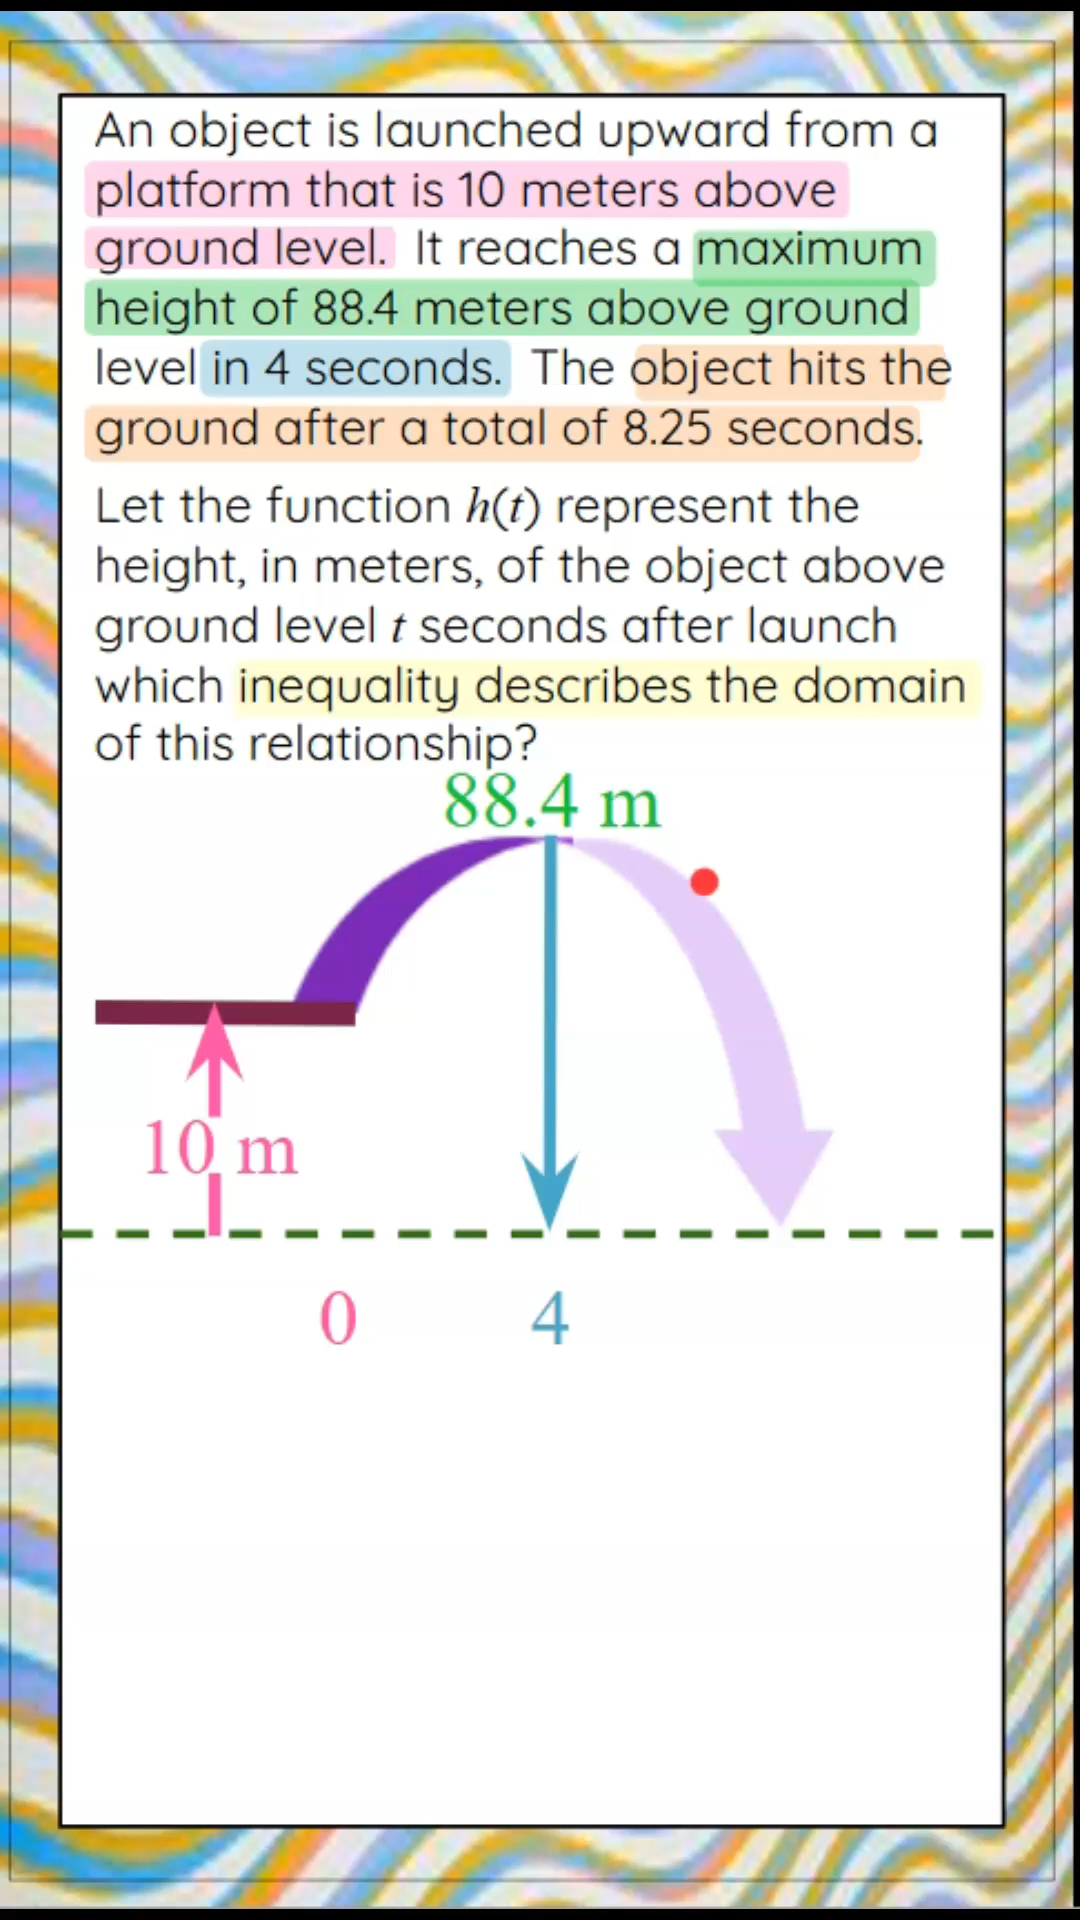 An object is launched upward from a
platform that is 10 meters above
ground level. It reaches a maximum
height of 88.4 meters above ground
level in 4 seconds. The object hits the
ground after a total of 8.25 seconds.
Let the function h(t) represent the
height, in meters, of the object above
ground level t seconds after launch
which inequality describes the domain
of this relationship?
88.4 m
10 m
0 4